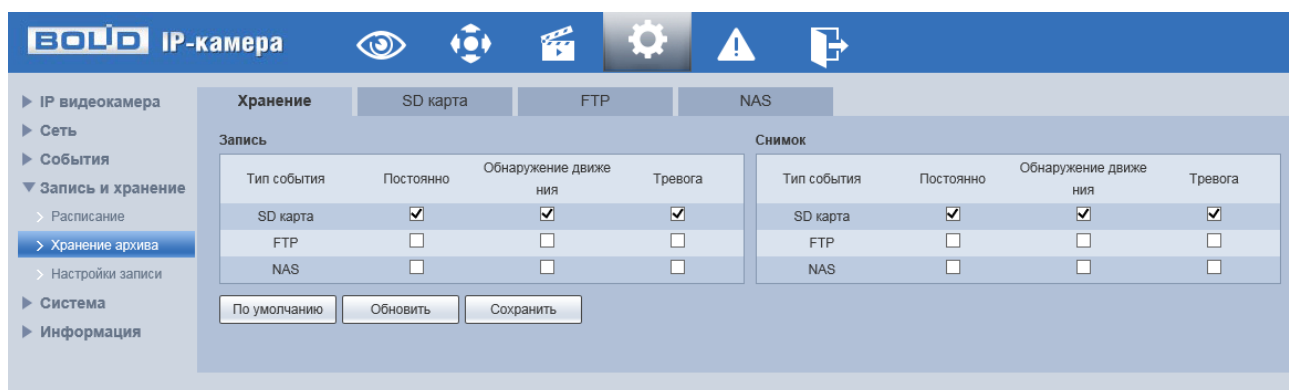 BOLID IP-камера
IP видеокамера
Сеть
События
Запись и хранение
Расписание
Хранение архива
Настройки записи
Система
Информация
Хранение SD карта FTP NAS
Запись
Тип события Постоянно Обнаружение движе
ния Тревога
SD карта
FTP
NAS
Снимок
Тип события Постоянно Обнаружение движе
ния Тревога
SD карта
FTP
NAS
По умолчанию Обновить Сохранить